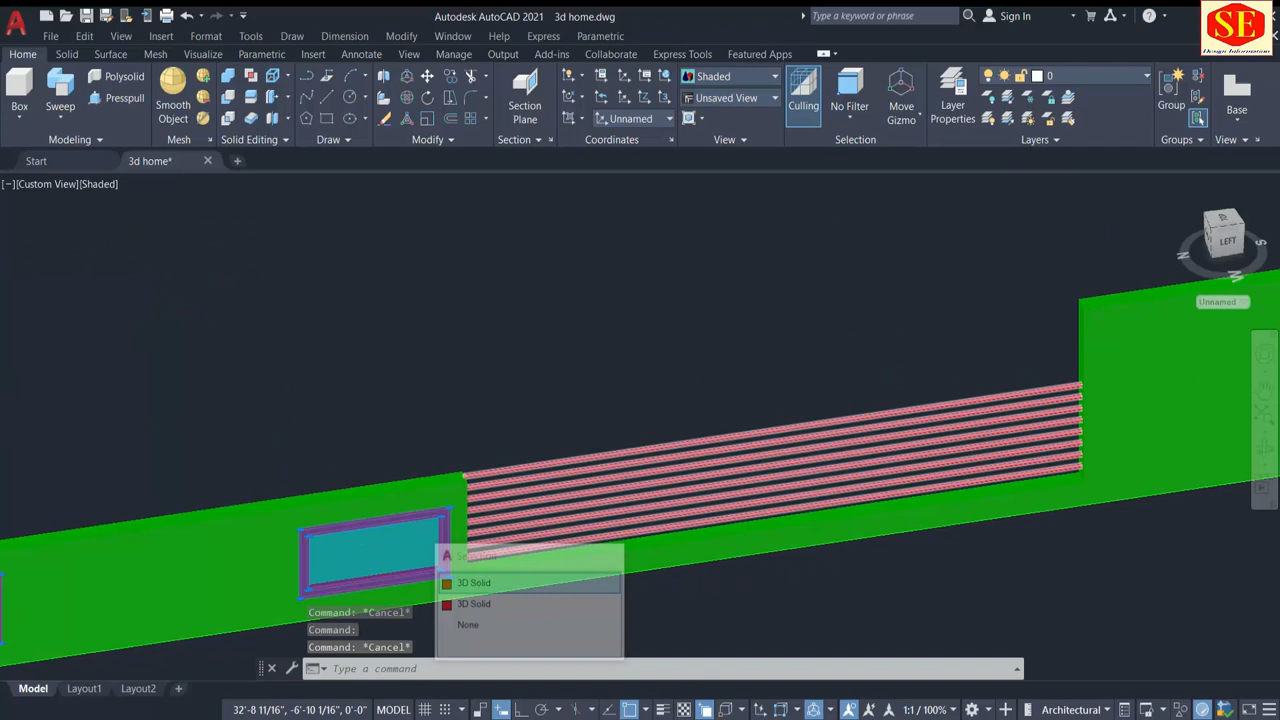 Autodesk AutoCAD 2021 3d home.dwg
Type a keyword or phrase
Sign In
SE
Design Information
File Edit View Insert Format Tools Draw Dimension Modify Window Help Express Parametric
Home Solid Surface Mesh Visualize Parametric Insert Annotate View Manage Output Add-ins Collaborate Express Tools Featured Apps
Box
Sweep
Polysolid
Presspull
Smooth
Object
Section
Plane
Shaded
Unsaved View
Unnamed
Culling
No Filter
Move
Gizmo
Layer
Properties
0
Group
Base
Modeling
Mesh
Solid Editing
Modify
Section
Coordinates
View
Selection
Layers
Groups
View
Start
3d home*
[−][Custom View][Shaded]
LEFT
N
S
W
Unnamed
3D Solid
3D Solid
None
Command: *Cancel*
Command:
Command: *Cancel*
Type a command
Model Layout1 Layout2
32'-8 11/16", -6'-10 1/16", 0'-0" MODEL
1:1 / 100%
Architectural